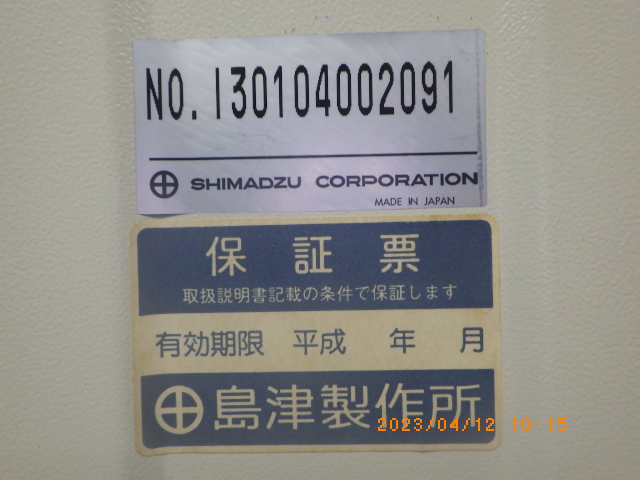 NO. 130104002091
SHIMADZU CORPORATION
MADE IN JAPAN
保証票
取扱説明書記載の条件で保証します
有効期限 平成 年 月
島津製作所
2023/04/12 10:15